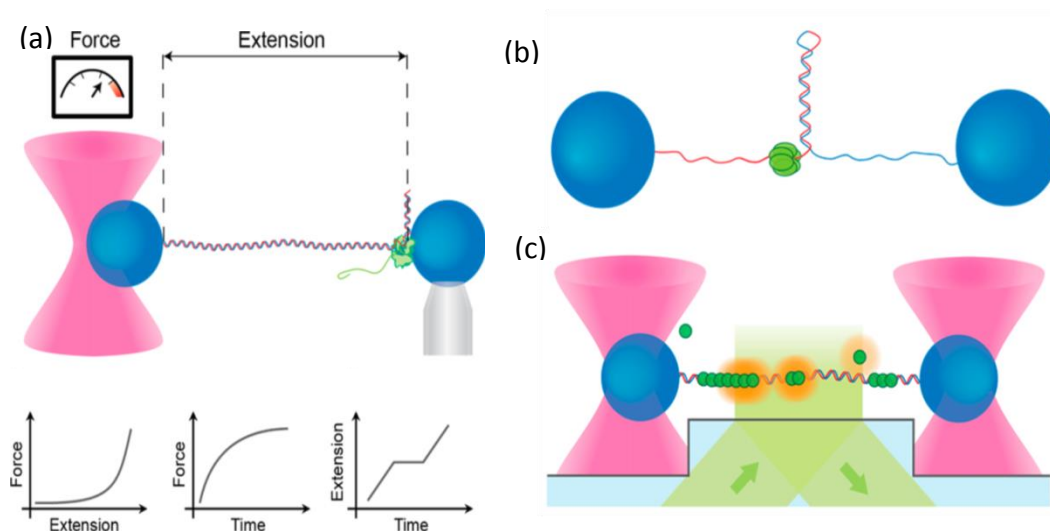 (a)
Force
Extension
(b)
(c)
Force
Extension
Force
Time
Extension
Time